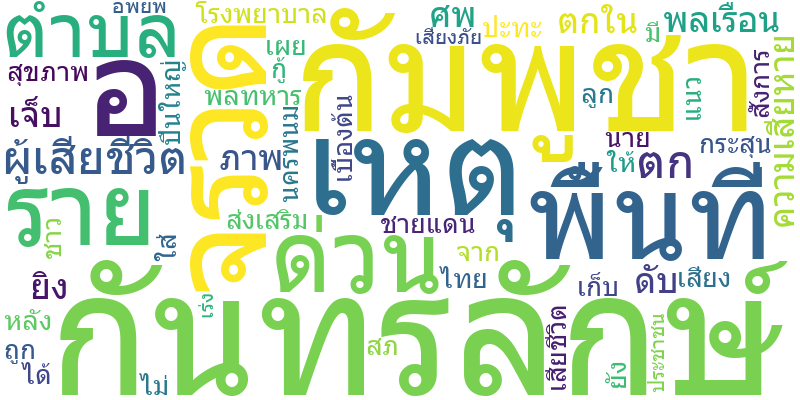 อพยพ
ตำบล
โรงพยาบาล
ศพ
ปะทะ
ตกใน
มี
พลเรือน
เสี่ยงภัย
สุขภาพ
อ
ปืนใหญ่
จรวด
เผย
กู้
กัมพูชา
สั่งการ
ความเสียหาย
เจ็บ
พลทหาร
ลูก
แนว
ผู้เสียชีวิต
ภาพ
นครพนม
เบื้องต้น
เหตุ
นาย
กระสุน
ให้
ตก
พื้นที่
ราย
ส่งเสริม
ชายแดน
ชาว
ใส่
ด่วน
จาก
ยิง
ไทย
เก็บ
ดับ
เสียง
กันทรลักษ์
หลัง
เร่ง
ถูก
สภ
เสียชีวิต
ประชาชน
ได้
ไม่
ยัง